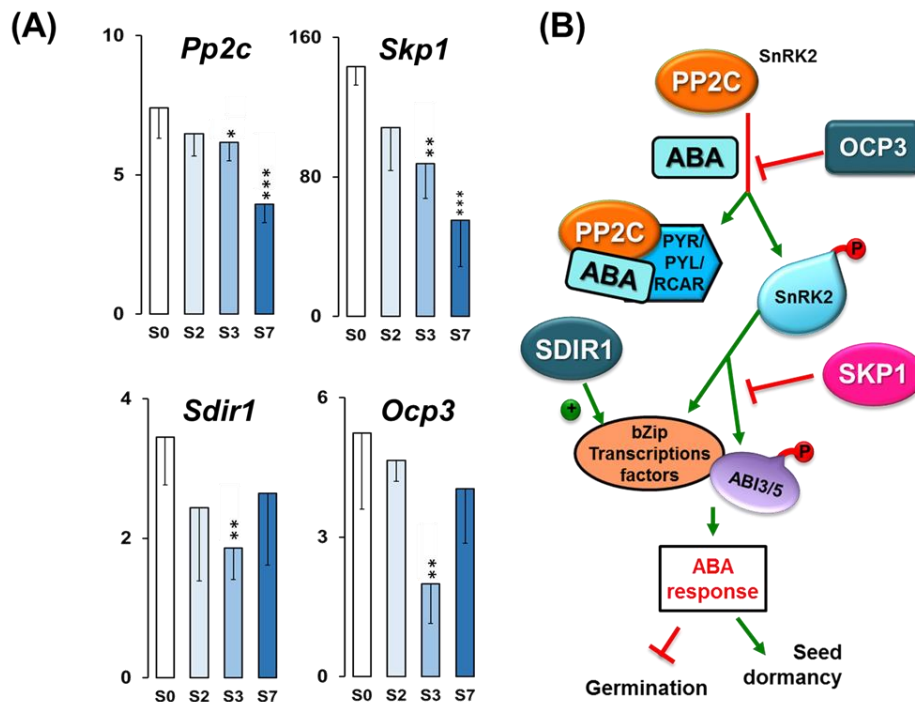 (A)
Pp2c
10
5
0
*
***
S0 S2 S3 S7
Skp1
160
80
0
**
***
S0 S2 S3 S7
Sdir1
4
2
0
**
S0 S2 S3 S7
Ocp3
6
3
0
**
S0 S2 S3 S7
(B)
SnRK2
PP2C
ABA
OCP3
PP2C
ABA
PYR/
PYL/
RCAR
P
SnRK2
SDIR1
SKP1
+
bZip
Transcriptions
factors
P
ABI3/5
ABA
response
Germination
Seed
dormancy